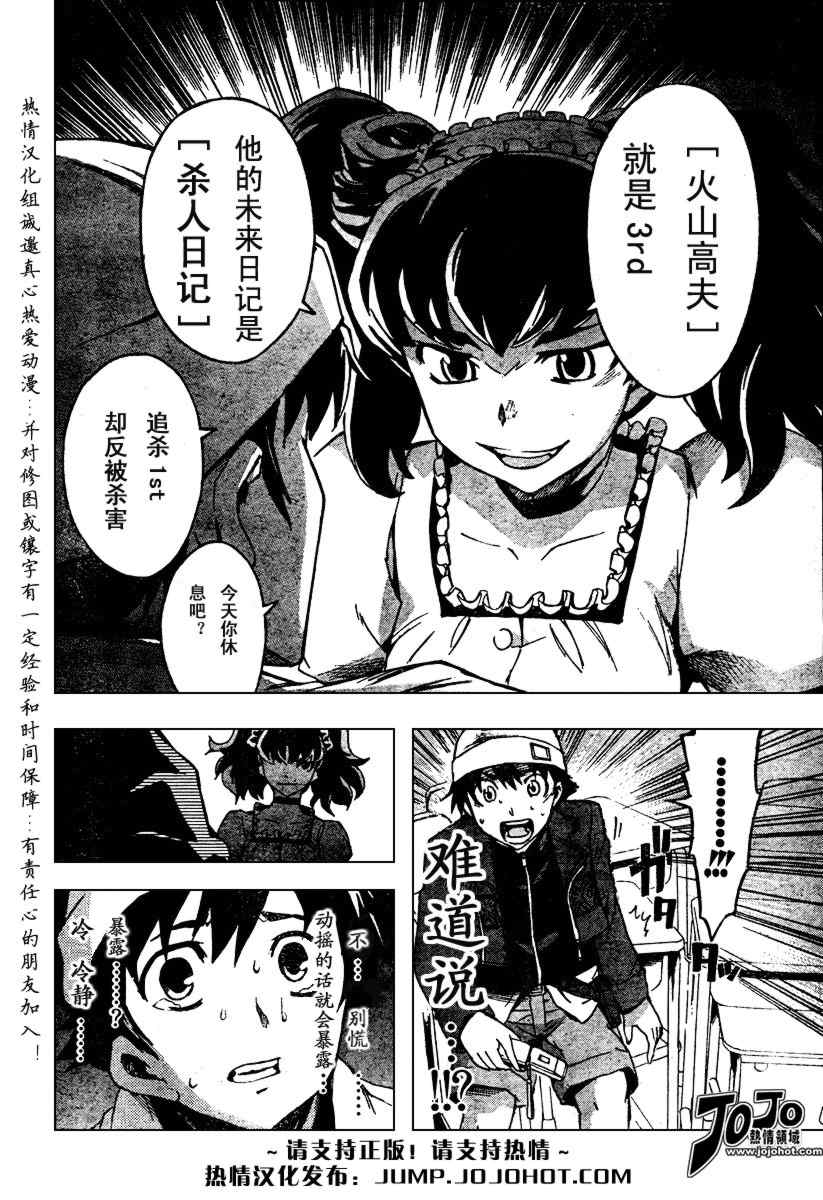 [火山高夫]
就是 3rd
他的未来日记是
[杀人日记]
追杀 1st
却反被杀害
今天你休
息吧？
………!!!
ガタッ
难道说…!!?
不…
别慌
动摇的话就会暴露…
暴露………?
冷
冷静……
热情汉化组诚邀真心热爱动漫…并对修图或镶字有一定经验和时间保障…有责任心的朋友加入！
JOJO
热情领域
www.jojohot.com
~请支持正版！请支持热情~
热情汉化发布：JUMP.JOJOHOT.COM